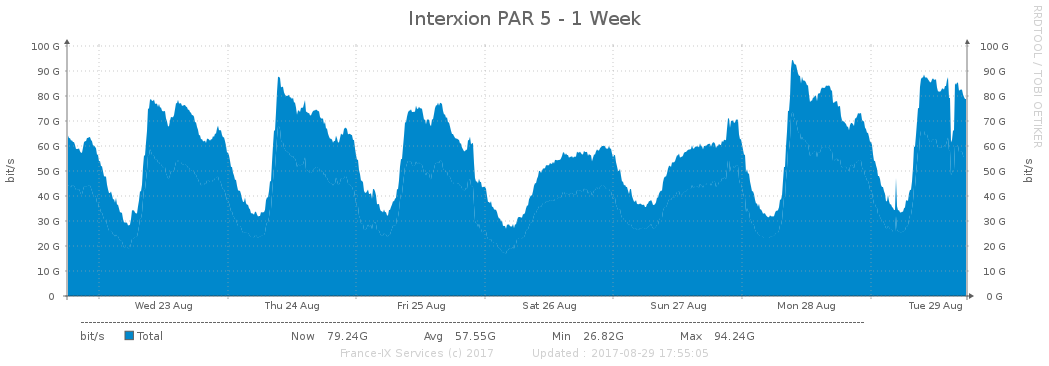 Interxion PAR 5 - 1 Week
RRDTOOL / TOBI OETIKER
bit/s
100 G
90 G
80 G
70 G
60 G
50 G
40 G
30 G
20 G
10 G
0
100 G
90 G
80 G
70 G
60 G
50 G
40 G
30 G
20 G
10 G
0 G
bit/s
Wed 23 Aug Thu 24 Aug Fri 25 Aug Sat 26 Aug Sun 27 Aug Mon 28 Aug Tue 29 Aug
bit/s Total Now 79.24G Avg 57.55G Min 26.82G Max 94.24G
France-IX Services (c) 2017 Updated : 2017-08-29 17:55:05